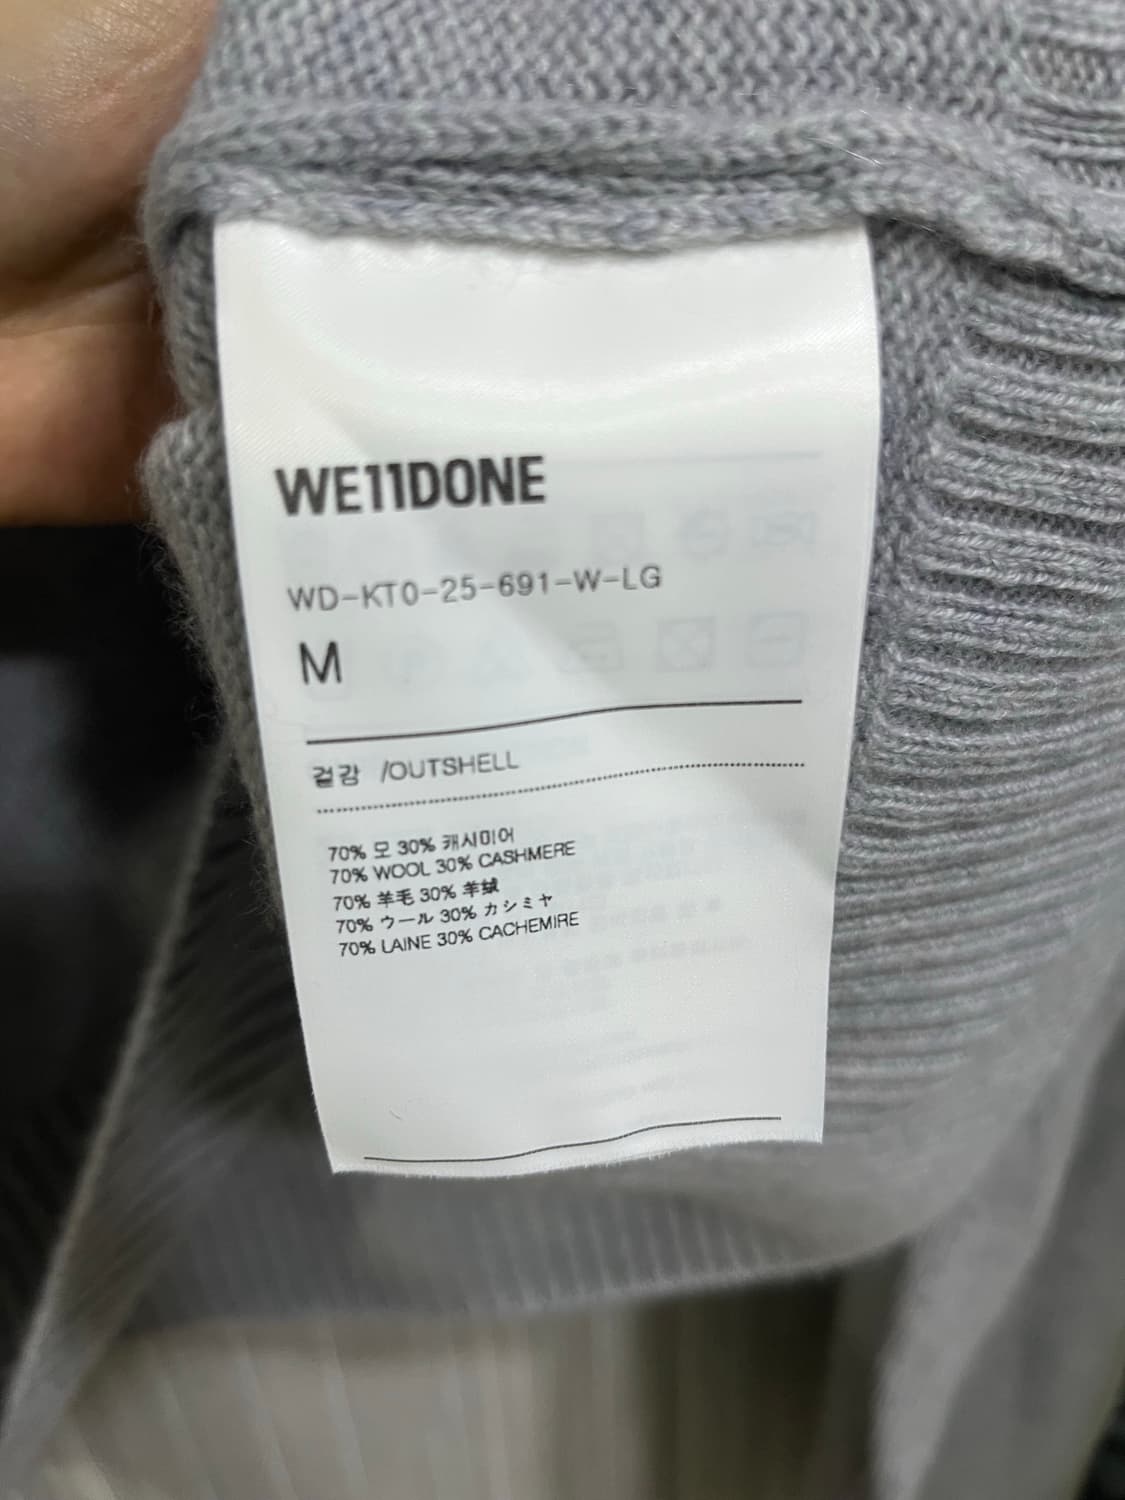 WE11DONE
WD-KT0-25-691-W-LG
M
겉감 /OUTSHELL
70% 모 30% 캐시미어
70% WOOL 30% CASHMERE
70% 羊毛 30% 羊绒
70% ウール 30% カシミヤ
70% LAINE 30% CACHEMIRE